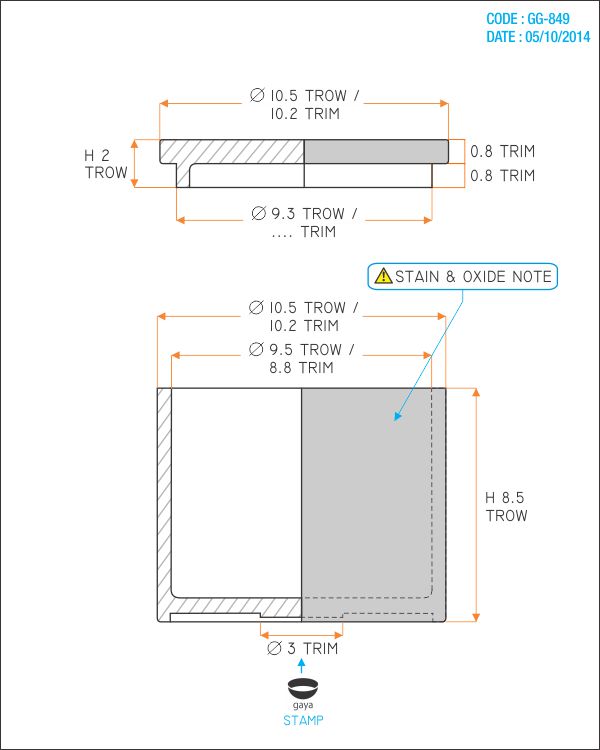 CODE : GG-849
DATE : 05/10/2014
Ø 10.5 TROW /
10.2 TRIM
H 2
TROW
0.8 TRIM
0.8 TRIM
Ø 9.3 TROW /
.... TRIM
STAIN & OXIDE NOTE
Ø 10.5 TROW /
10.2 TRIM
Ø 9.5 TROW /
8.8 TRIM
H 8.5
TROW
Ø 3 TRIM
gaya
STAMP